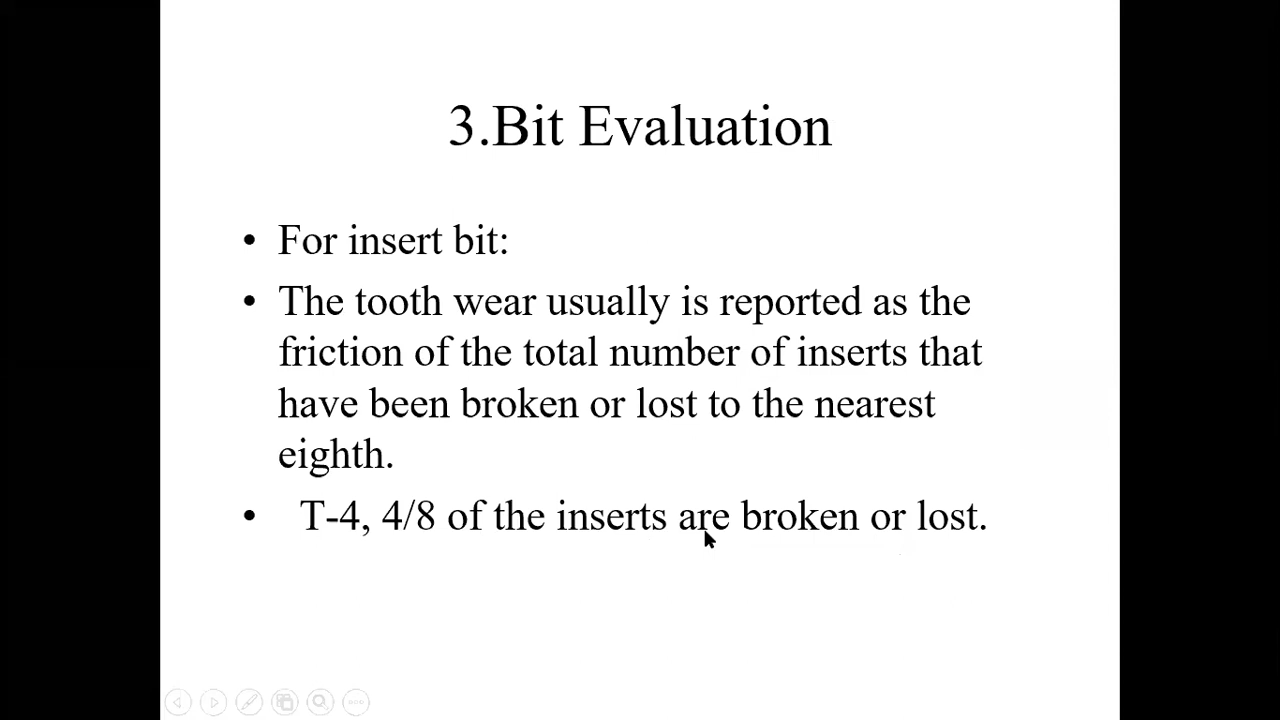 3.Bit Evaluation
• For insert bit:
• The tooth wear usually is reported as the
friction of the total number of inserts that
have been broken or lost to the nearest
eighth.
• T-4, 4/8 of the inserts are broken or lost.